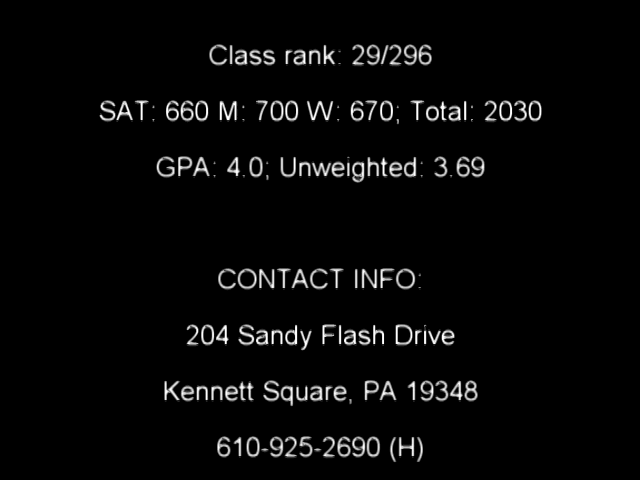 Class rank: 29/296
SAT: 660 M: 700 W: 670; Total: 2030
GPA: 4.0; Unweighted: 3.69
CONTACT INFO:
204 Sandy Flash Drive
Kennett Square, PA 19348
610-925-2690 (H)